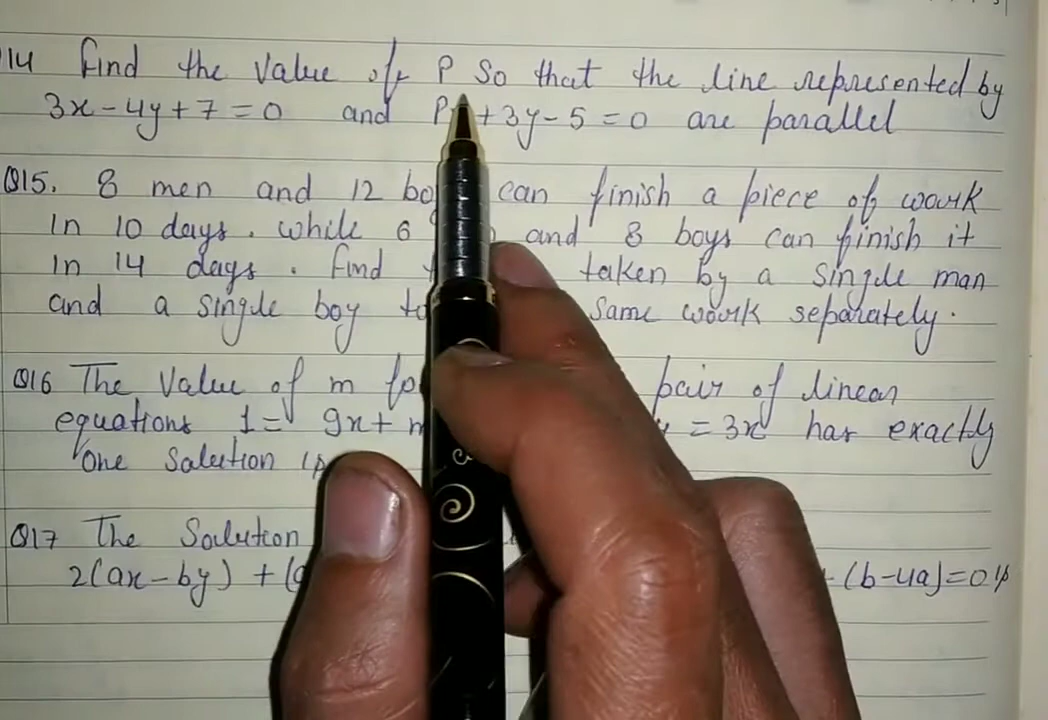 14 Find the value of P So that the line represented by
3x-4y+7=0 and P +3y-5=0 are parallel
Q15. 8 men and 12 can finish a piece of work
in 10 days. while 6 and 8 boys can finish it
in 14 days. Find taken by a single man
and a single boy same work separately.
Q16 The Value of m pair of linear
equations 1= 9x+ =3x has exactly
One Solution is
Q17 The Solution
2(ax-by)+( (b-4a)=0 is